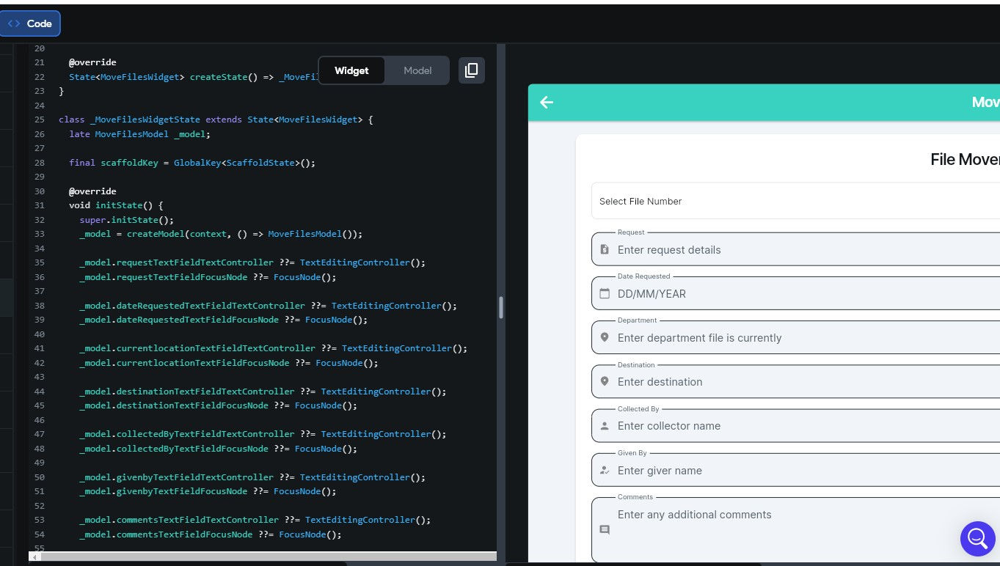 <> Code
Widget Model
20
21 @override
22 State<MoveFilesWidget> createState() => _MoveFil
23 }
24
25 class _MoveFilesWidgetState extends State<MoveFilesWidget> {
26 late MoveFilesModel _model;
27
28 final scaffoldKey = GlobalKey<ScaffoldState>();
29
30 @override
31 void initState() {
32 super.initState();
33 _model = createModel(context, () => MoveFilesModel());
34
35 _model.requestTextFieldTextController ??= TextEditingController();
36 _model.requestTextFieldFocusNode ??= FocusNode();
37
38 _model.dateRequestedTextFieldTextController ??= TextEditingController();
39 _model.dateRequestedTextFieldFocusNode ??= FocusNode();
40
41 _model.currentlocationTextFieldTextController ??= TextEditingController();
42 _model.currentlocationTextFieldFocusNode ??= FocusNode();
43
44 _model.destinationTextFieldTextController ??= TextEditingController();
45 _model.destinationTextFieldFocusNode ??= FocusNode();
46
47 _model.collectedByTextFieldTextController ??= TextEditingController();
48 _model.collectedByTextFieldFocusNode ??= FocusNode();
49
50 _model.givenbyTextFieldTextController ??= TextEditingController();
51 _model.givenbyTextFieldFocusNode ??= FocusNode();
52
53 _model.commentsTextFieldTextController ??= TextEditingController();
54 _model.commentsTextFieldFocusNode ??= FocusNode();
55
Mov
File Mover
Select File Number
Request
Enter request details
Date Requested
DD/MM/YEAR
Department
Enter department file is currently
Destination
Enter destination
Collected By
Enter collector name
Given By
Enter giver name
Comments
Enter any additional comments